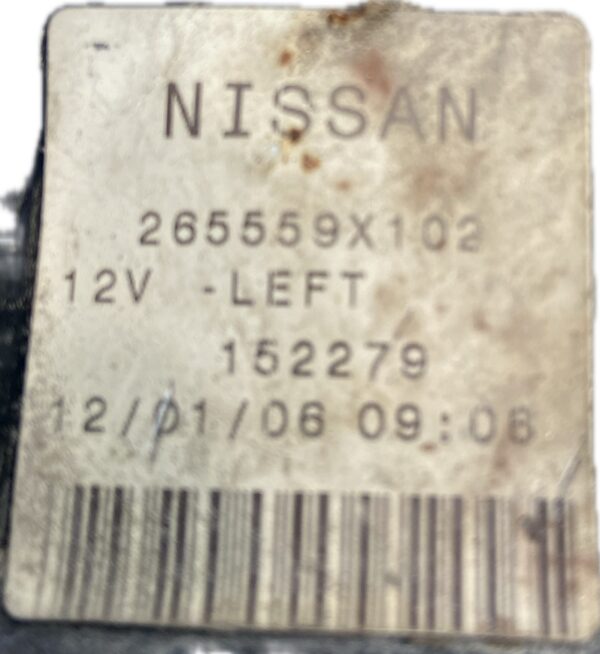 NISSAN
265559X102
12V -LEFT
152279
12/01/06 09:06